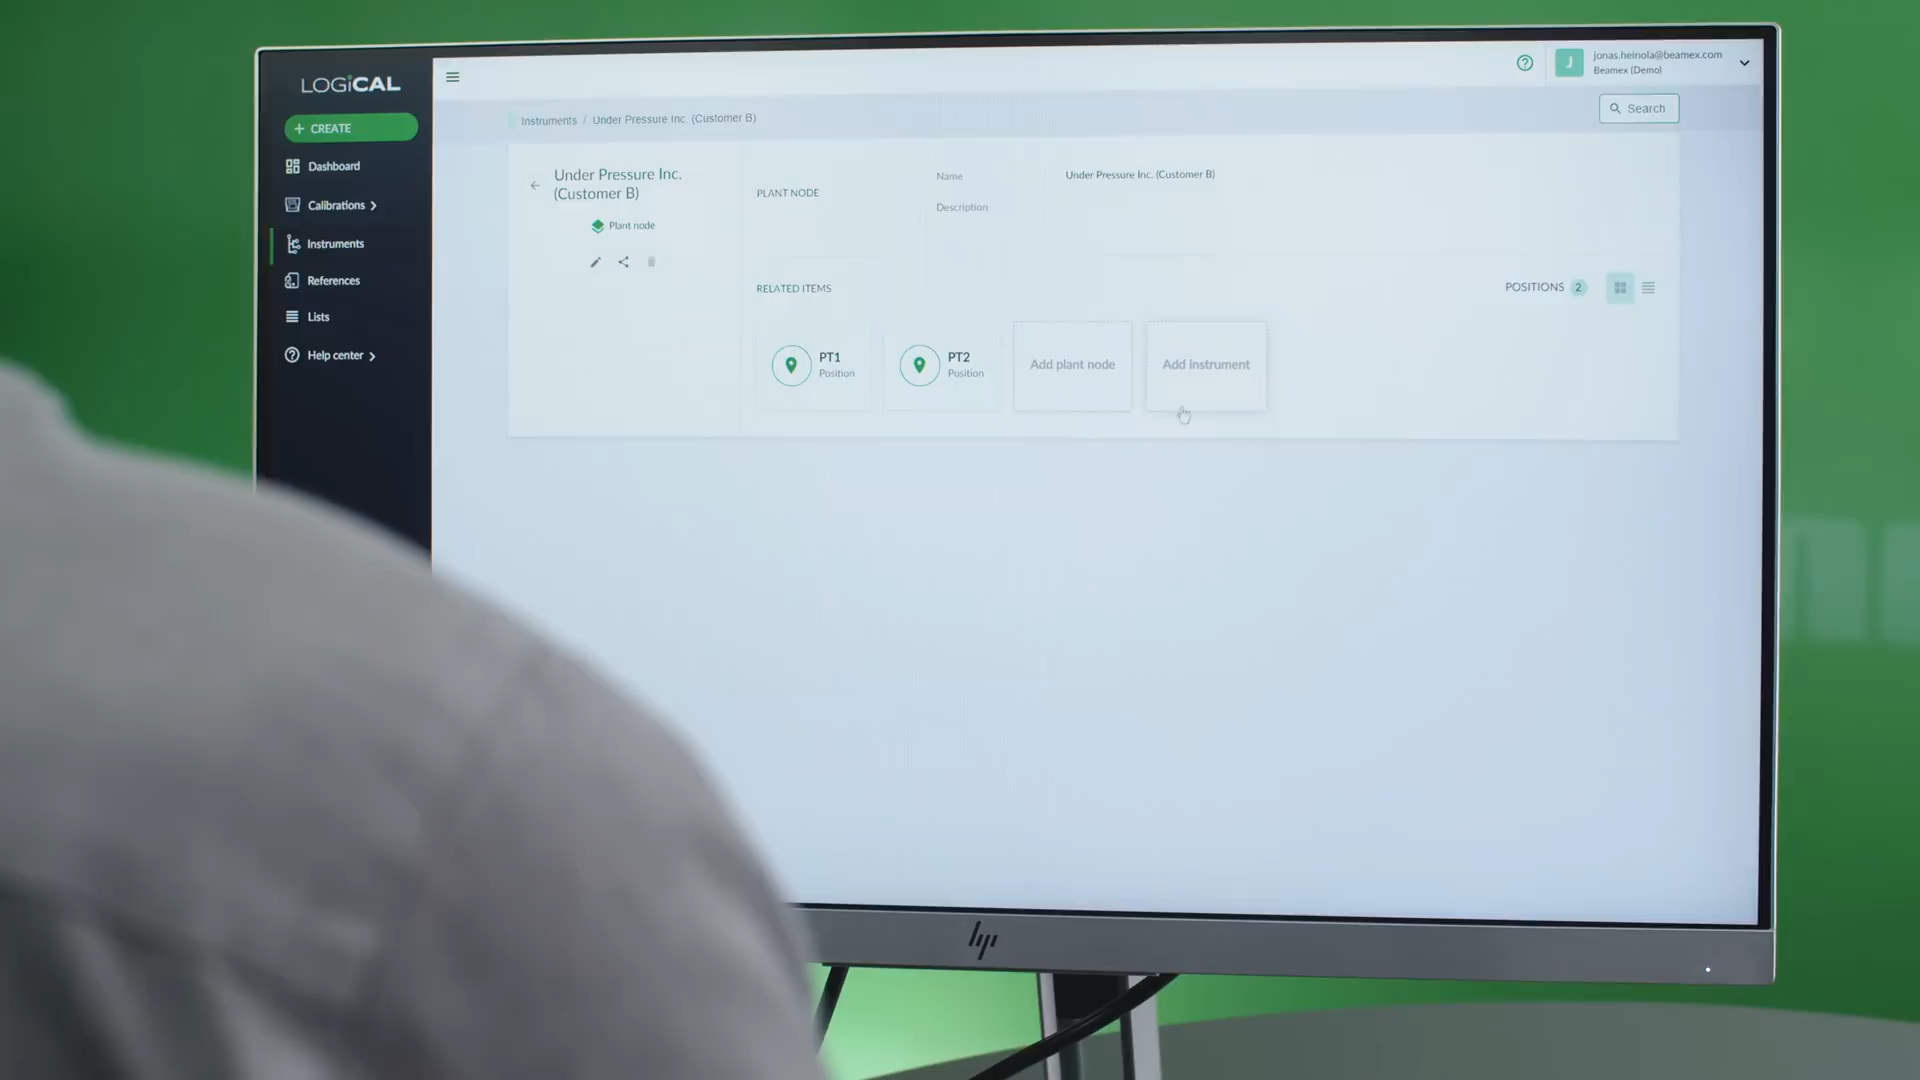 LOGiCAL
+ CREATE
Dashboard
Calibrations
Instruments
References
Lists
Help center
J
jonas.heinola@beamex.com
Beamex (Demo)
Instruments / Under Pressure Inc. (Customer B)
Search
Under Pressure Inc.
(Customer B)
Plant node
PLANT NODE
Name
Under Pressure Inc. (Customer B)
Description
RELATED ITEMS
POSITIONS 2
PT1
Position
PT2
Position
Add plant node
Add instrument
hp